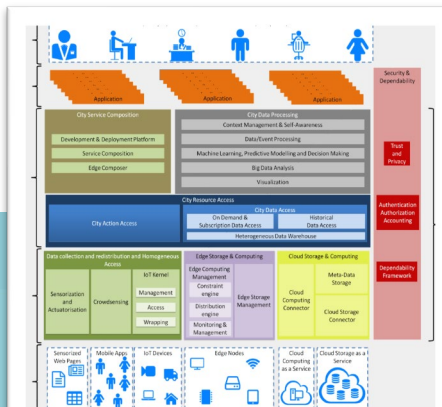 Security &
Dependability
Application
Application
Application
City Service Composition
Development & Deployment Platform
Service Composition
Edge Composer
City Data Processing
Context Management & Self-Awareness
Data/Event Processing
Machine Learning, Predictive Modelling and Decision Making
Big Data Analysis
Visualization
Trust
and
Privacy
City Resource Access
City Action Access
City Data Access
On Demand &
Subscription Data Access
Historical
Data Access
Heterogeneous Data Warehouse
Authentication
Authorization
Accounting
Data collection and redistribution and Homogeneous
Access
Sensorization
and
Actuatorisation
Crowdsensing
IoT Kernel
Management
Access
Wrapping
Edge Storage & Computing
Edge Computing
Management
Constraint
engine
Distribution
engine
Monitoring &
Management
Edge Storage
Management
Cloud Storage & Computing
Cloud
Computing
Connector
Meta-Data
Storage
Cloud Storage
Connector
Dependability
Framework
Sensorized
Web Pages
Mobile Apps
IoT Devices
Edge Nodes
Cloud
Computing
as a Service
Cloud Storage as a
Service